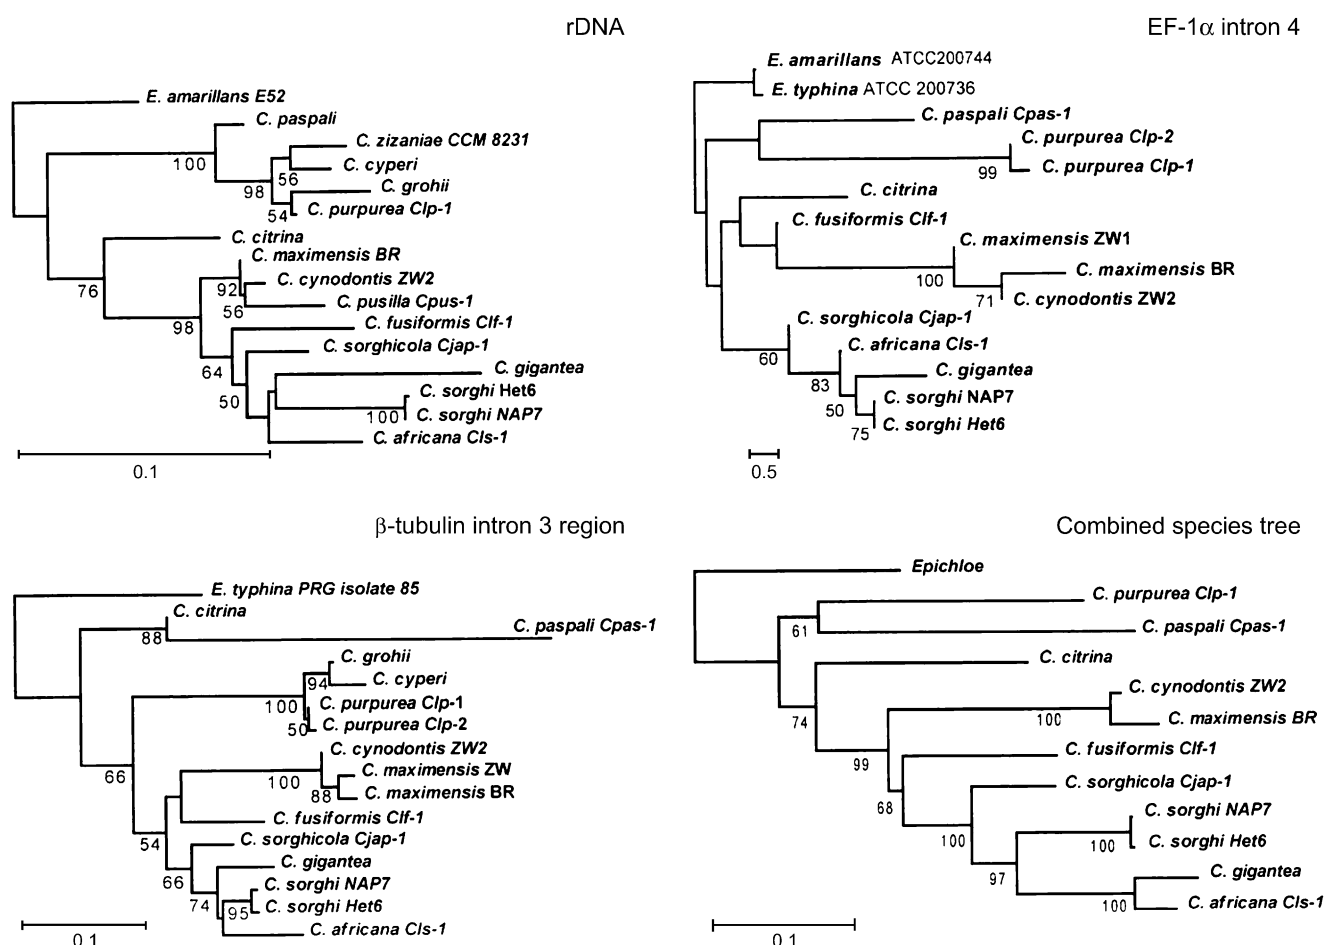 rDNA
E. amarillans E52
C. paspali
C. zizaniae CCM 8231
100
C. cyperi
56
98
C. grohii
54
C. purpurea Clp-1
C. citrina
C. maximensis BR
76
92
C. cynodontis ZW2
56
C. pusilla Cpus-1
98
C. fusiformis Clf-1
C. sorghicola Cjap-1
64
C. gigantea
50
C. sorghi Het6
100
C. sorghi NAP7
C. africana Cls-1
0.1
EF-1α intron 4
E. amarillans ATCC200744
E. typhina ATCC 200736
C. paspali Cpas-1
C. purpurea Clp-2
99
C. purpurea Clp-1
C. citrina
C. fusiformis Clf-1
C. maximensis ZW1
100
C. maximensis BR
71
C. cynodontis ZW2
C. sorghicola Cjap-1
60
C. africana Cls-1
83
C. gigantea
50
C. sorghi NAP7
75
C. sorghi Het6
0.5
β-tubulin intron 3 region
E. typhina PRG isolate 85
C. citrina
88
C. paspali Cpas-1
C. grohii
94
C. cyperi
100
C. purpurea Clp-1
50
C. purpurea Clp-2
C. cynodontis ZW2
66
100
C. maximensis ZW
88
C. maximensis BR
C. fusiformis Clf-1
54
C. sorghicola Cjap-1
C. gigantea
66
C. sorghi NAP7
74
95
C. sorghi Het6
C. africana Cls-1
0.1
Combined species tree
Epichloe
C. purpurea Clp-1
61
C. paspali Cpas-1
C. citrina
C. cynodontis ZW2
74
100
C. maximensis BR
C. fusiformis Clf-1
99
C. sorghicola Cjap-1
68
C. sorghi NAP7
100
100
C. sorghi Het6
97
C. gigantea
100
C. africana Cls-1
0.1